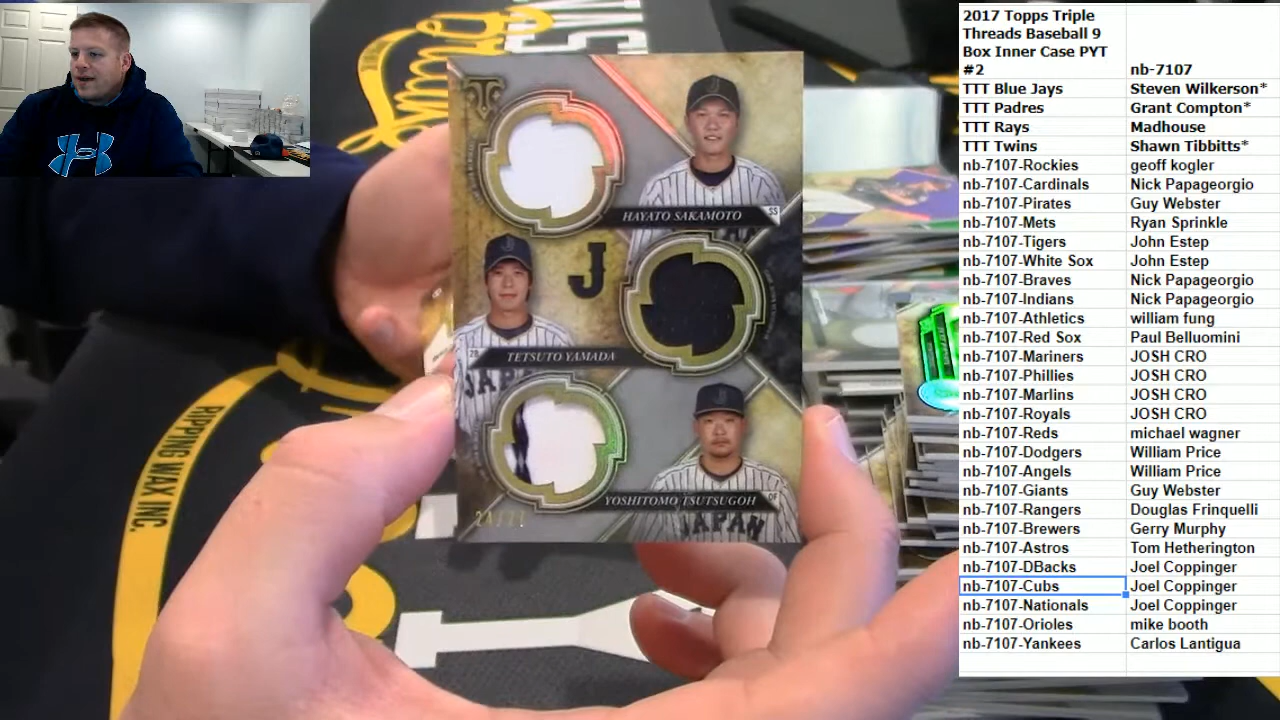 HAYATO SAKAMOTO
SS
J
TETSUTO YAMADA
2B
JAPAN
YOSHITOMO TSUTSUGOH
OF
JAPAN
RIPPING WAX INC.
2017 Topps Triple
Threads Baseball 9
Box Inner Case PYT
#2 nb-7107
TTT Blue Jays Steven Wilkerson*
TTT Padres Grant Compton*
TTT Rays Madhouse
TTT Twins Shawn Tibbitts*
nb-7107-Rockies geoff kogler
nb-7107-Cardinals Nick Papageorgio
nb-7107-Pirates Guy Webster
nb-7107-Mets Ryan Sprinkle
nb-7107-Tigers John Estep
nb-7107-White Sox John Estep
nb-7107-Braves Nick Papageorgio
nb-7107-Indians Nick Papageorgio
nb-7107-Athletics william fung
nb-7107-Red Sox Paul Belluomini
nb-7107-Mariners JOSH CRO
nb-7107-Phillies JOSH CRO
nb-7107-Marlins JOSH CRO
nb-7107-Royals JOSH CRO
nb-7107-Reds michael wagner
nb-7107-Dodgers William Price
nb-7107-Angels William Price
nb-7107-Giants Guy Webster
nb-7107-Rangers Douglas Frinquelli
nb-7107-Brewers Gerry Murphy
nb-7107-Astros Tom Hetherington
nb-7107-DBacks Joel Coppinger
nb-7107-Cubs Joel Coppinger
nb-7107-Nationals Joel Coppinger
nb-7107-Orioles mike booth
nb-7107-Yankees Carlos Lantigua